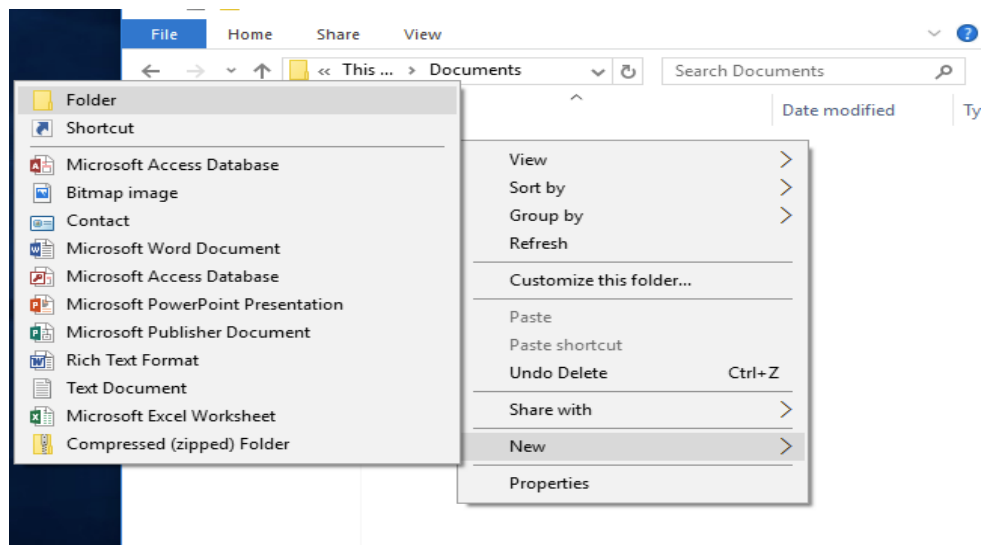 File Home Share View ?
« This ... > Documents Search Documents
Date modified Ty
Folder
Shortcut
Microsoft Access Database
Bitmap image
Contact
Microsoft Word Document
Microsoft Access Database
Microsoft PowerPoint Presentation
Microsoft Publisher Document
Rich Text Format
Text Document
Microsoft Excel Worksheet
Compressed (zipped) Folder
View
Sort by
Group by
Refresh
Customize this folder...
Paste
Paste shortcut
Undo Delete Ctrl+Z
Share with
New
Properties